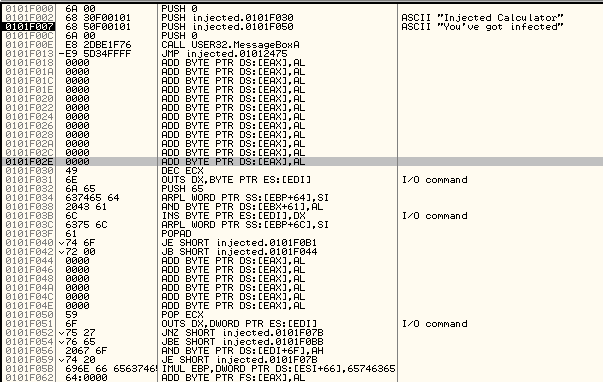 0101F000 6A 00 PUSH 0
0101F002 68 30F00101 PUSH injected.0101F030 ASCII "Injected Calculator"
0101F007 68 50F00101 PUSH injected.0101F050 ASCII "You've got infected"
0101F00C 6A 00 PUSH 0
0101F00E E8 2DBE1F76 CALL USER32.MessageBoxA
0101F013 -E9 5D34FFFF JMP injected.01012475
0101F018 0000 ADD BYTE PTR DS:[EAX],AL
0101F01A 0000 ADD BYTE PTR DS:[EAX],AL
0101F01C 0000 ADD BYTE PTR DS:[EAX],AL
0101F01E 0000 ADD BYTE PTR DS:[EAX],AL
0101F020 0000 ADD BYTE PTR DS:[EAX],AL
0101F022 0000 ADD BYTE PTR DS:[EAX],AL
0101F024 0000 ADD BYTE PTR DS:[EAX],AL
0101F026 0000 ADD BYTE PTR DS:[EAX],AL
0101F028 0000 ADD BYTE PTR DS:[EAX],AL
0101F02A 0000 ADD BYTE PTR DS:[EAX],AL
0101F02C 0000 ADD BYTE PTR DS:[EAX],AL
0101F02E 0000 ADD BYTE PTR DS:[EAX],AL
0101F030 49 DEC ECX
0101F031 6E OUTS DX,BYTE PTR ES:[EDI] I/O command
0101F032 6A 65 PUSH 65
0101F034 637465 64 ARPL WORD PTR SS:[EBP+64],SI
0101F038 2043 61 AND BYTE PTR DS:[EBX+61],AL
0101F03B 6C INS BYTE PTR ES:[EDI],DX I/O command
0101F03C 6375 6C ARPL WORD PTR SS:[EBP+6C],SI
0101F03F 61 POPAD
0101F040 74 6F JE SHORT injected.0101F0B1
0101F042 72 00 JB SHORT injected.0101F044
0101F044 0000 ADD BYTE PTR DS:[EAX],AL
0101F046 0000 ADD BYTE PTR DS:[EAX],AL
0101F048 0000 ADD BYTE PTR DS:[EAX],AL
0101F04A 0000 ADD BYTE PTR DS:[EAX],AL
0101F04C 0000 ADD BYTE PTR DS:[EAX],AL
0101F04E 0000 ADD BYTE PTR DS:[EAX],AL
0101F050 59 POP ECX
0101F051 6F OUTS DX,DWORD PTR ES:[EDI] I/O command
0101F052 75 27 JNZ SHORT injected.0101F07B
0101F054 76 65 JBE SHORT injected.0101F0BB
0101F056 2067 6F AND BYTE PTR DS:[EDI+6F],AH
0101F059 74 20 JE SHORT injected.0101F07B
0101F05B 696E 66 65637465 IMUL EBP,DWORD PTR DS:[ESI+66],65746365
0101F062 64:0000 ADD BYTE PTR FS:[EAX],AL